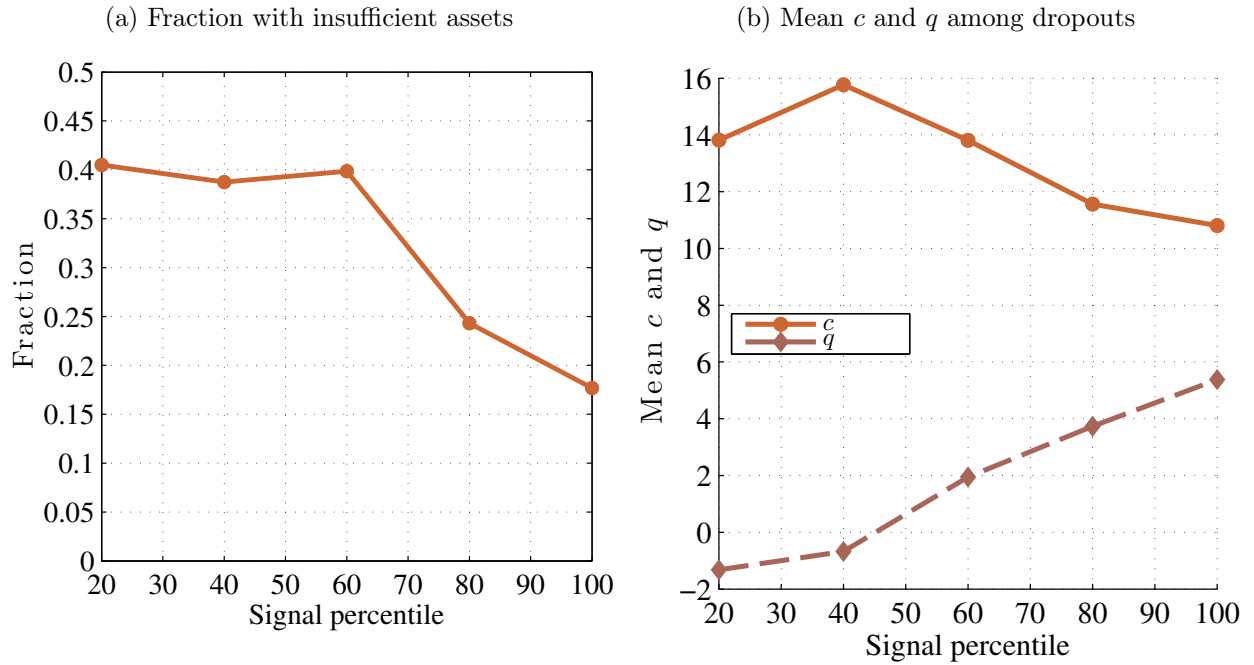 (a) Fraction with insufficient assets
0.5
0.45
0.4
0.35
0.3
0.25
0.2
0.15
0.1
0.05
0
Fraction
20 30 40 50 60 70 80 90 100
Signal percentile
(b) Mean c and q among dropouts
16
14
12
10
8
6
4
2
0
−2
Mean c and q
c
q
20 30 40 50 60 70 80 90 100
Signal percentile